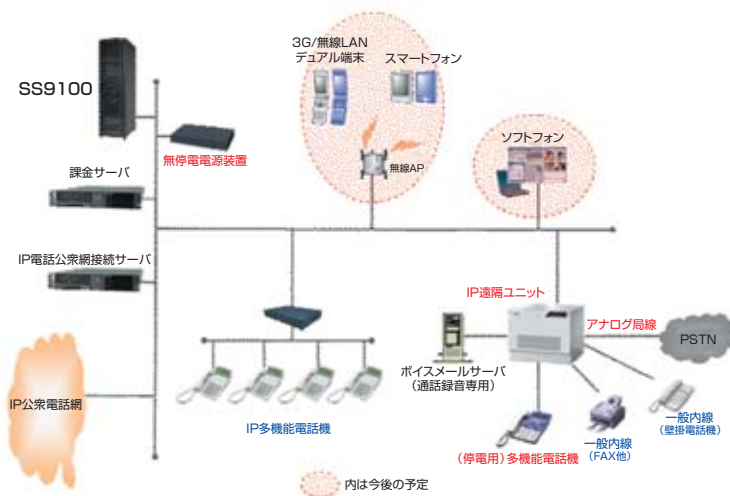 3G/無線LAN
デュアル端末
スマートフォン
SS9100
無停電電源装置
ソフトフォン
無線AP
課金サーバ
IP電話公衆網接続サーバ
IP遠隔ユニット
アナログ局線
PSTN
ボイスメールサーバ
（通話録音専用）
IP公衆電話網
IP多機能電話機
（停電用）多機能電話機
一般内線
（FAX他）
一般内線
（壁掛電話機）
内は今後の予定